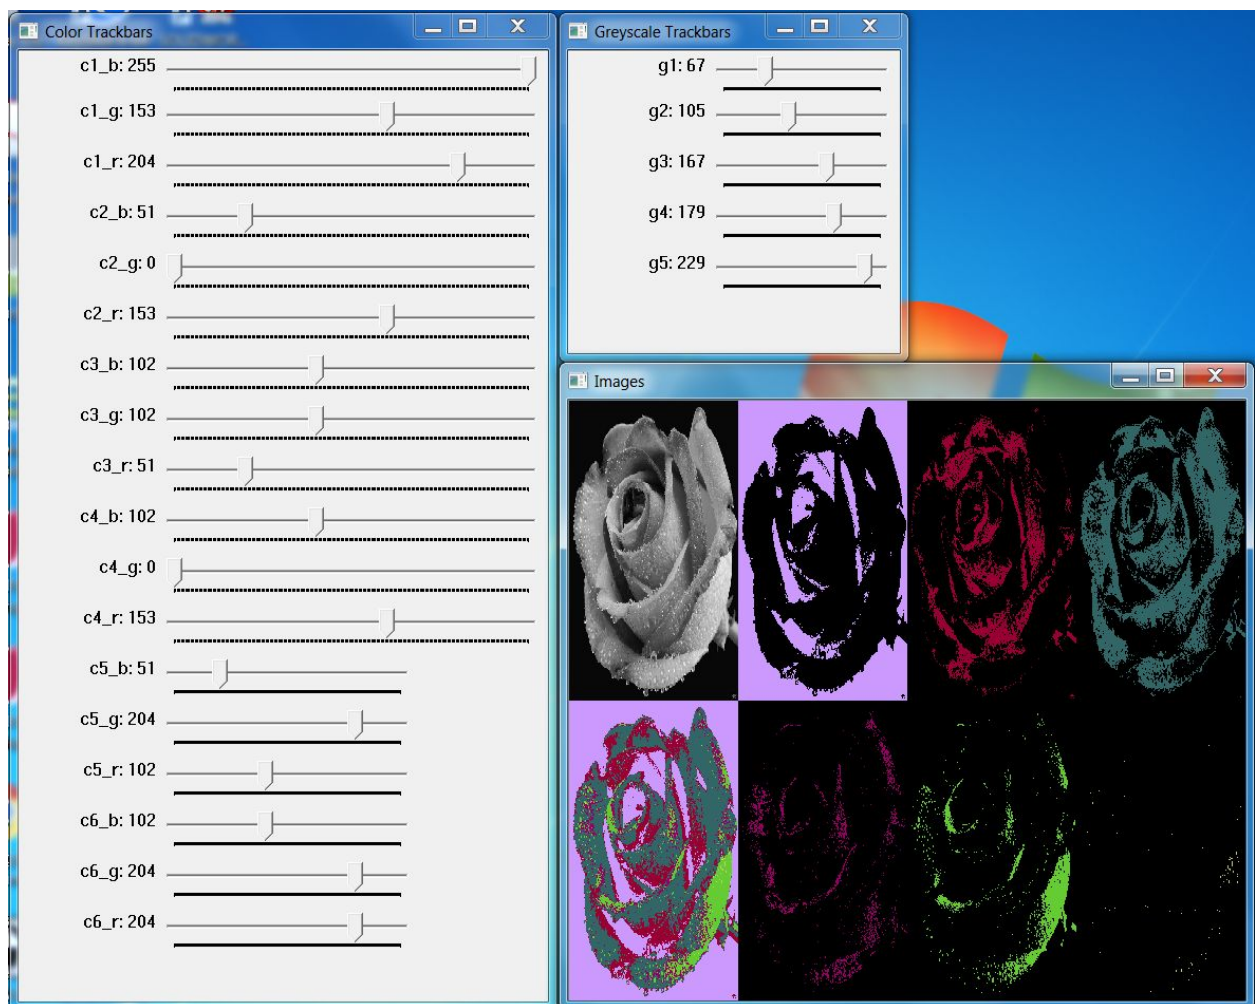 Color Trackbars
c1_b: 255
c1_g: 153
c1_r: 204
c2_b: 51
c2_g: 0
c2_r: 153
c3_b: 102
c3_g: 102
c3_r: 51
c4_b: 102
c4_g: 0
c4_r: 153
c5_b: 51
c5_g: 204
c5_r: 102
c6_b: 102
c6_g: 204
c6_r: 204
Greyscale Trackbars
g1: 67
g2: 105
g3: 167
g4: 179
g5: 229
Images